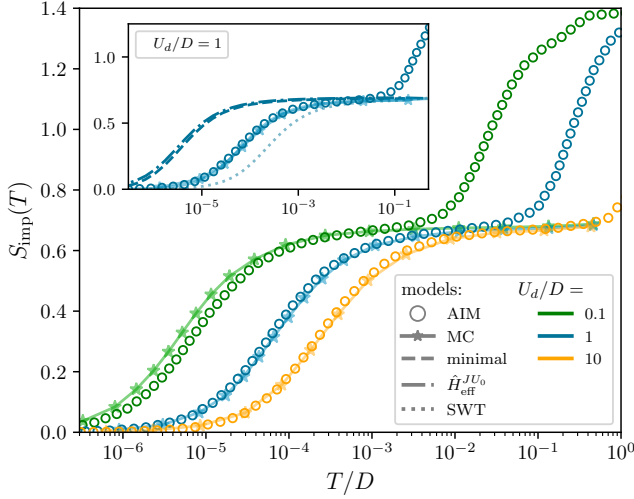 1.4
1.2
1.0
0.8
0.6
0.4
0.2
0.0
S_imp(T)
1.0
0.5
0.0
U_d/D = 1
10^−5
10^−3
10^−1
models:
AIM
MC
minimal
Ĥ_eff^{JU_0}
SWT
U_d/D =
0.1
1
10
10^−6
10^−5
10^−4
10^−3
10^−2
10^−1
10^0
T/D